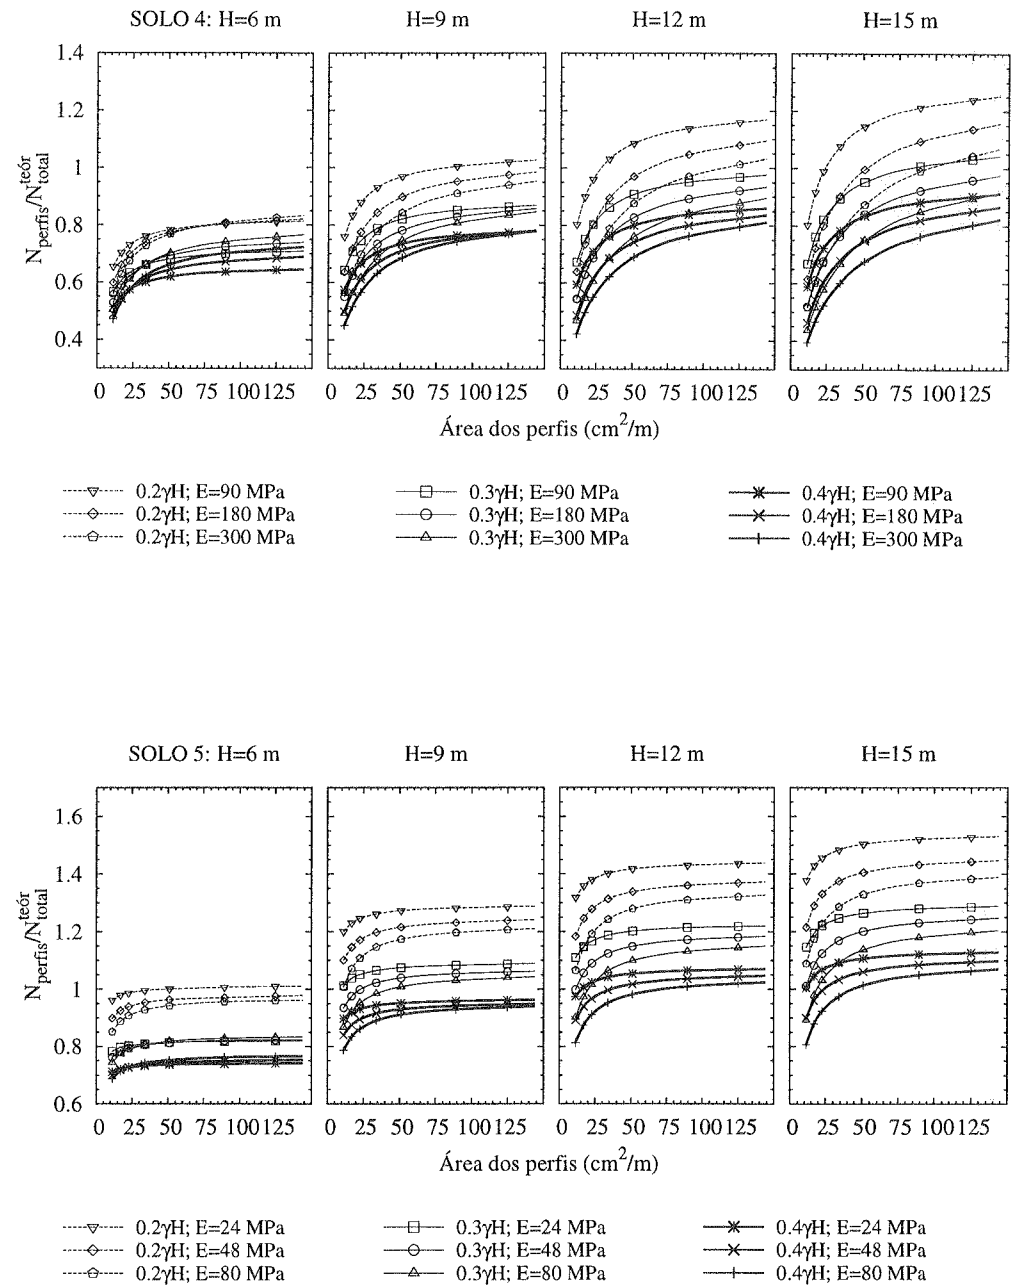 SOLO 4: H=6 m H=9 m H=12 m H=15 m
1.4
1.2
1
0.8
0.6
0.4
N_perfis/N_total^teór
0 25 50 75 100 125 0 25 50 75 100 125 0 25 50 75 100 125 0 25 50 75 100 125
Área dos perfis (cm²/m)
0.2γH; E=90 MPa 0.3γH; E=90 MPa 0.4γH; E=90 MPa
0.2γH; E=180 MPa 0.3γH; E=180 MPa 0.4γH; E=180 MPa
0.2γH; E=300 MPa 0.3γH; E=300 MPa 0.4γH; E=300 MPa
SOLO 5: H=6 m H=9 m H=12 m H=15 m
1.6
1.4
1.2
1
0.8
0.6
N_perfis/N_total^teór
0 25 50 75 100 125 0 25 50 75 100 125 0 25 50 75 100 125 0 25 50 75 100 125
Área dos perfis (cm²/m)
0.2γH; E=24 MPa 0.3γH; E=24 MPa 0.4γH; E=24 MPa
0.2γH; E=48 MPa 0.3γH; E=48 MPa 0.4γH; E=48 MPa
0.2γH; E=80 MPa 0.3γH; E=80 MPa 0.4γH; E=80 MPa